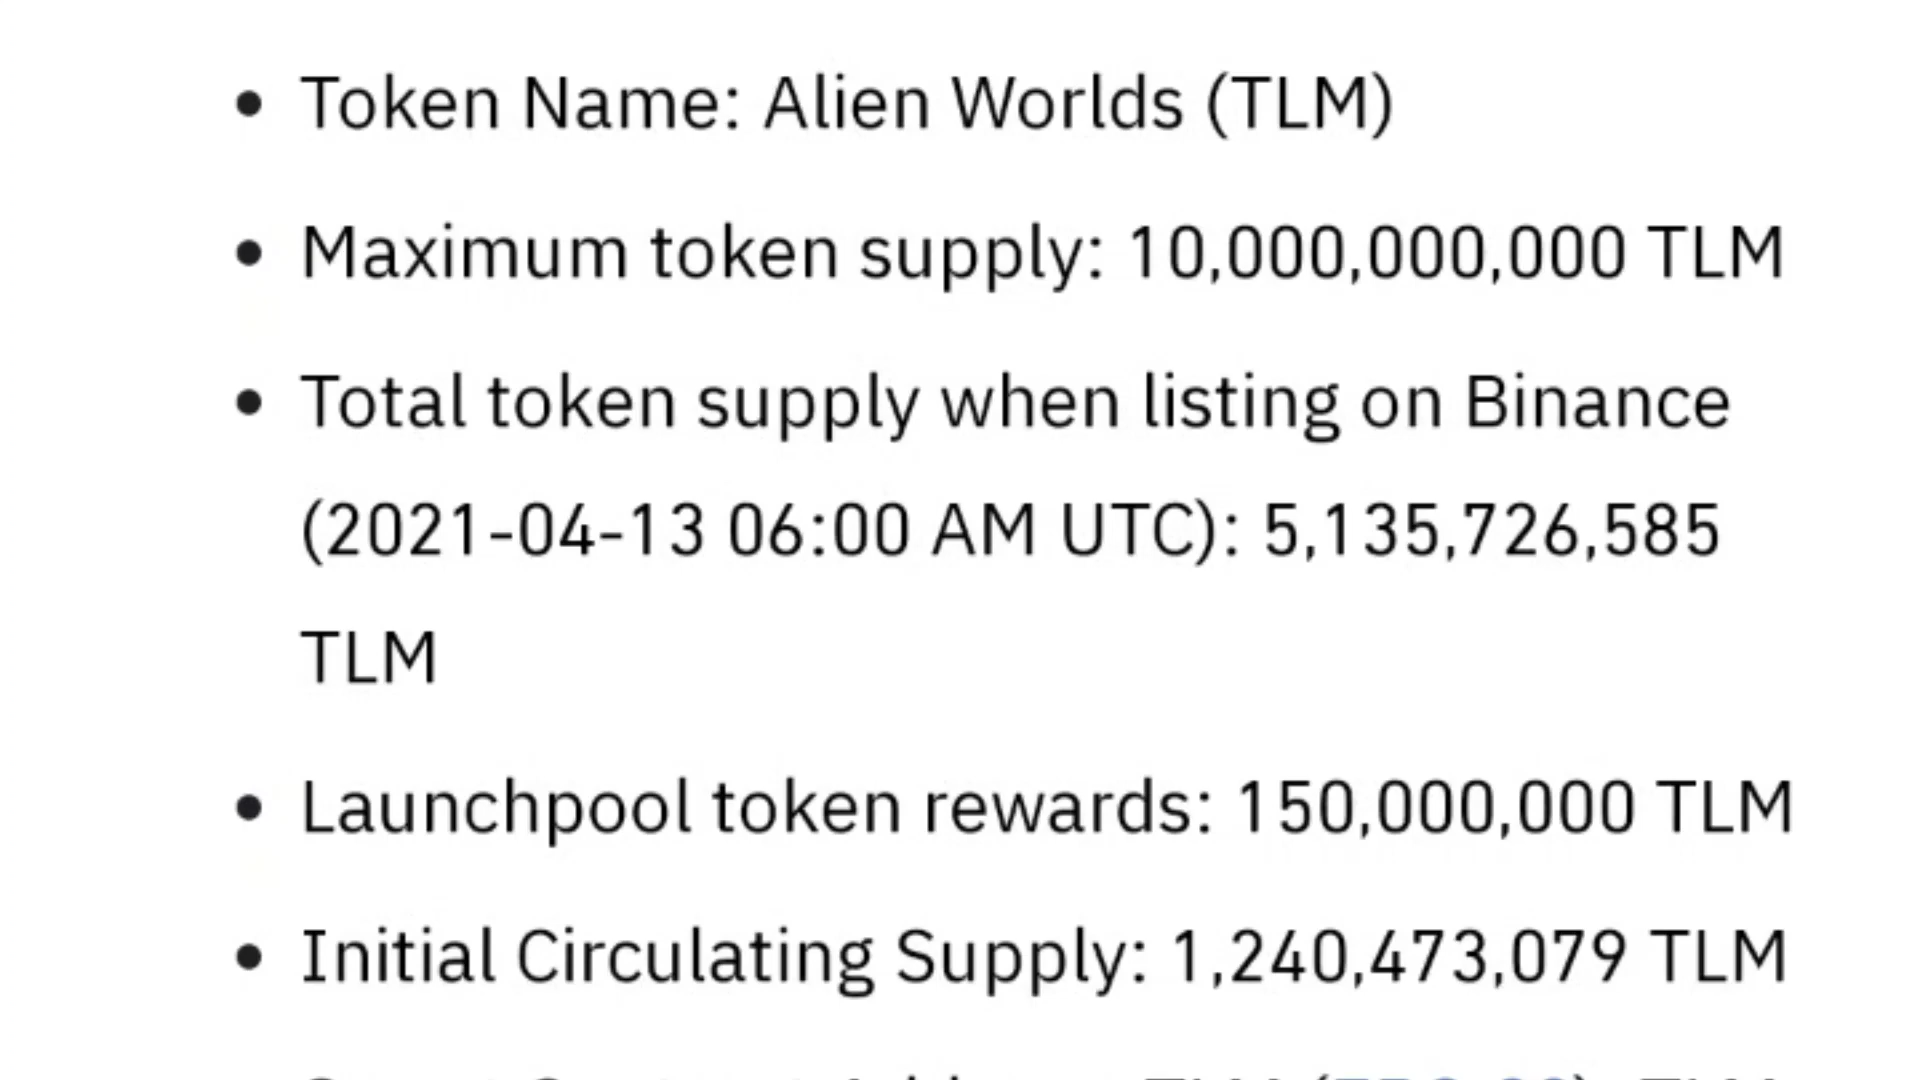 Token Name: Alien Worlds (TLM)
Maximum token supply: 10,000,000,000 TLM
Total token supply when listing on Binance
(2021-04-13 06:00 AM UTC): 5,135,726,585
TLM
Launchpool token rewards: 150,000,000 TLM
Initial Circulating Supply: 1,240,473,079 TLM